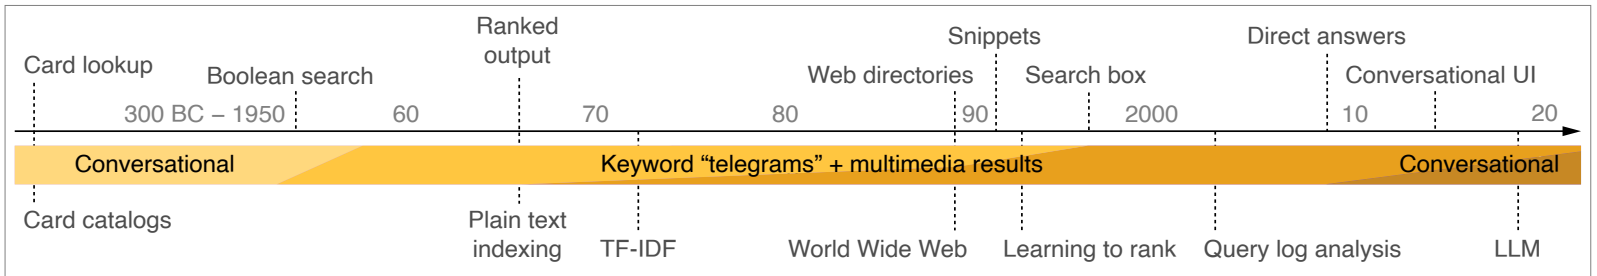 Ranked
output
Snippets
Direct answers
Card lookup
Boolean search
Web directories
Search box
Conversational UI
300 BC – 1950
60
70
80
90
2000
10
20
Conversational
Keyword “telegrams” + multimedia results
Conversational
Card catalogs
Plain text
indexing
TF-IDF
World Wide Web
Learning to rank
Query log analysis
LLM